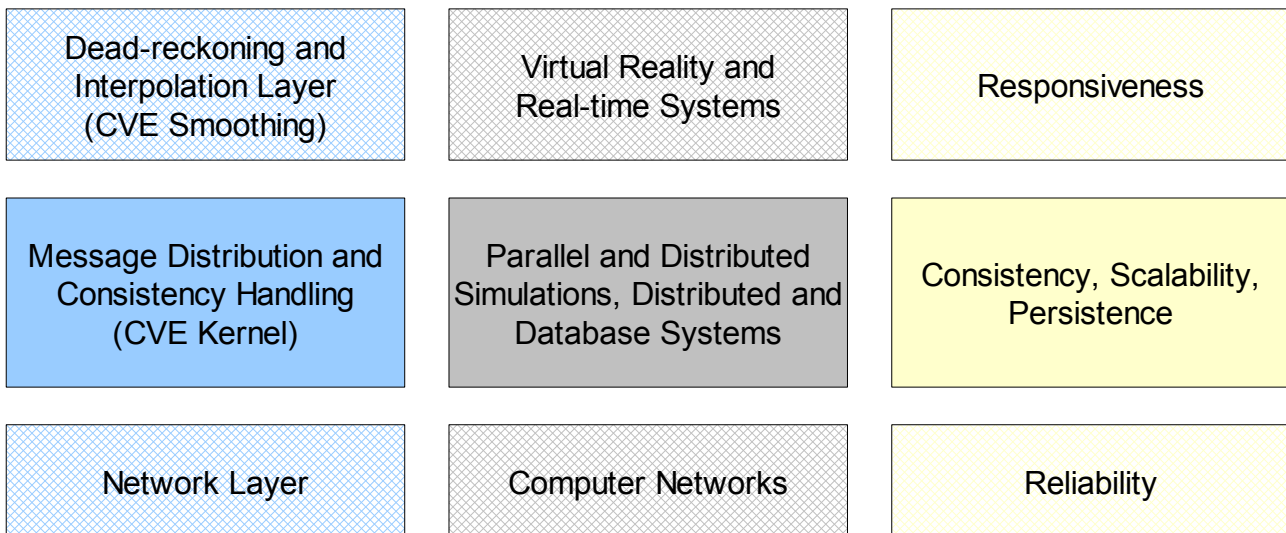 Dead-reckoning and
Interpolation Layer
(CVE Smoothing)
Virtual Reality and
Real-time Systems
Responsiveness
Message Distribution and
Consistency Handling
(CVE Kernel)
Parallel and Distributed
Simulations, Distributed and
Database Systems
Consistency, Scalability,
Persistence
Network Layer
Computer Networks
Reliability